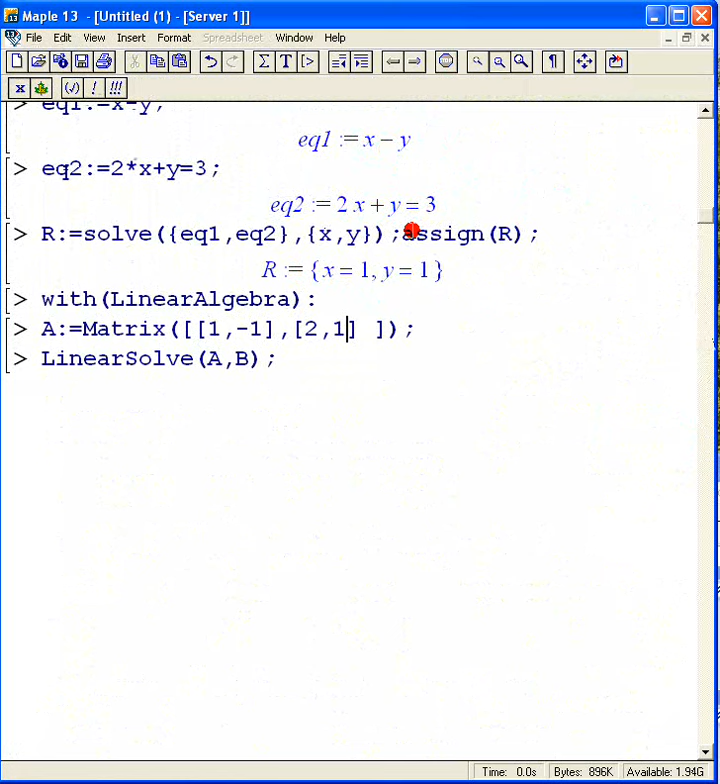 Maple 13 - [Untitled (1) - [Server 1]]
File Edit View Insert Format Spreadsheet Window Help
> eq1:=x-y;
eq1 := x − y
> eq2:=2*x+y=3;
eq2 := 2 x + y = 3
> R:=solve({eq1,eq2},{x,y});assign(R);
R := {x = 1, y = 1}
> with(LinearAlgebra):
> A:=Matrix([[1,-1],[2,1] ]);
> LinearSolve(A,B);
Time: 0.0s Bytes: 896K Available: 1.94G